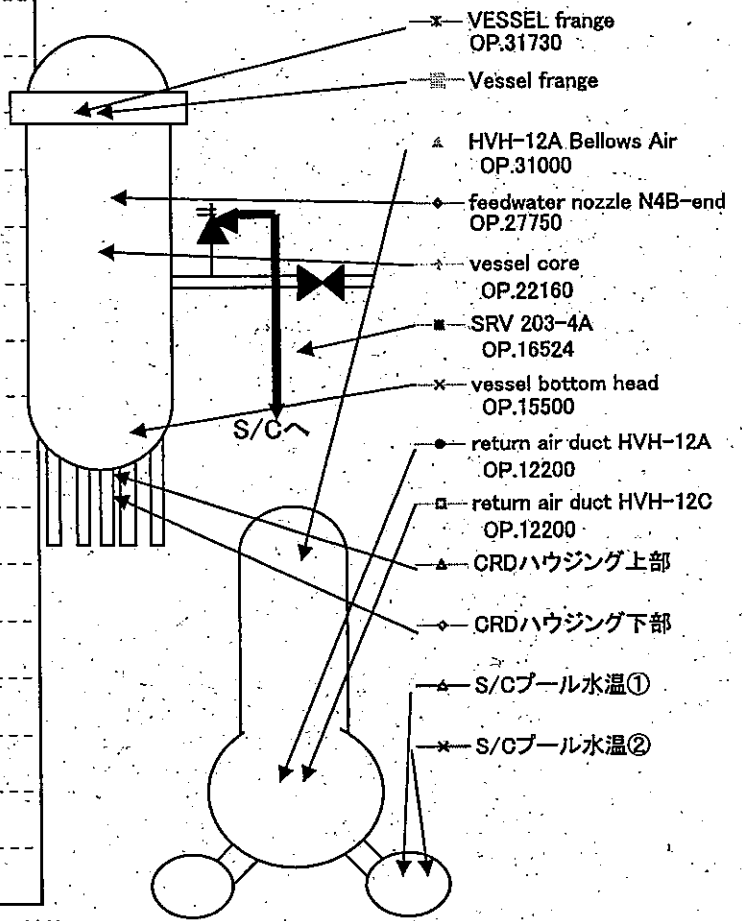 VESSEL frange
OP.31730
Vessel frange
HVH-12A Bellows Air
OP.31000
feedwater nozzle N4B-end
OP.27750
vessel core
OP.22160
SRV 203-4A
OP.16524
vessel bottom head
OP.15500
S/Cへ
return air duct HVH-12A
OP.12200
return air duct HVH-12C
OP.12200
CRDハウジング上部
CRDハウジング下部
S/Cプール水温①
S/Cプール水温②